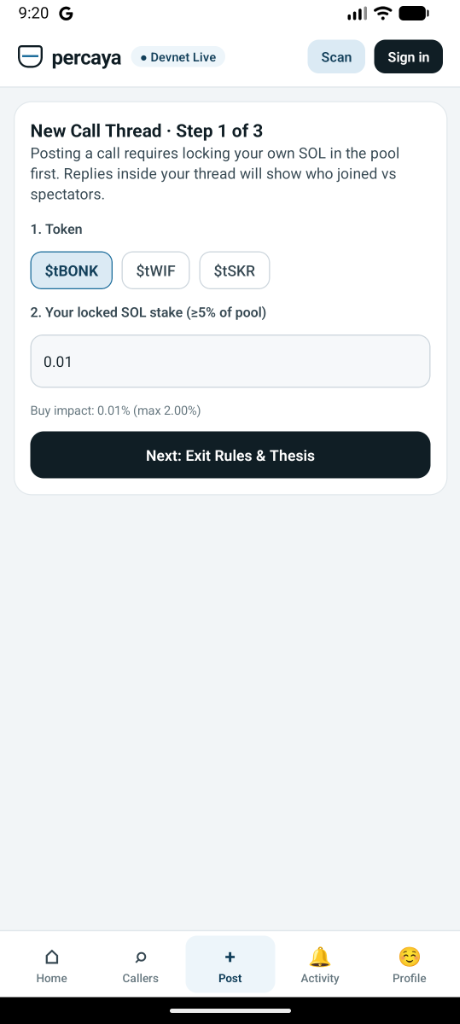 9:20 G
percaya
• Devnet Live
Scan
Sign in
New Call Thread · Step 1 of 3
Posting a call requires locking your own SOL in the pool
first. Replies inside your thread will show who joined vs
spectators.
1. Token
$tBONK
$tWIF
$tSKR
2. Your locked SOL stake (≥5% of pool)
0.01
Buy impact: 0.01% (max 2.00%)
Next: Exit Rules & Thesis
Home
Callers
Post
Activity
Profile